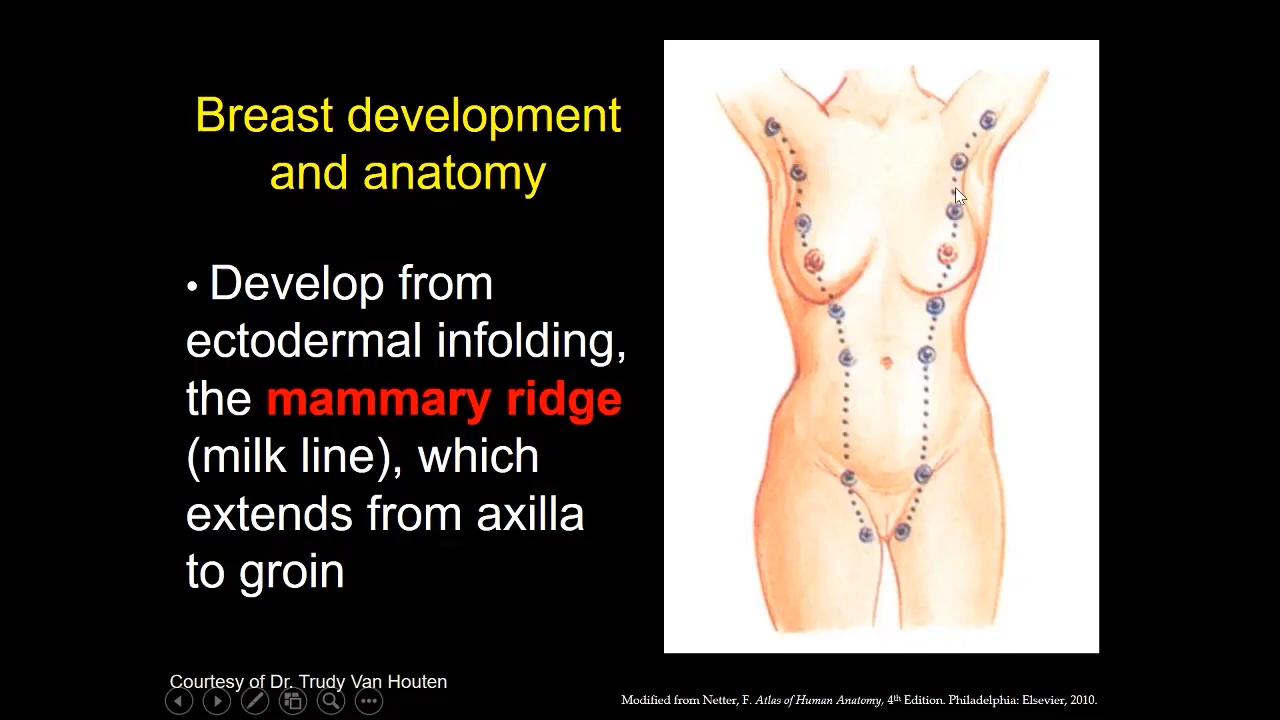 Breast development
and anatomy
• Develop from
ectodermal infolding,
the mammary ridge
(milk line), which
extends from axilla
to groin
Courtesy of Dr. Trudy Van Houten
Modified from Netter, F. Atlas of Human Anatomy, 4th Edition. Philadelphia: Elsevier, 2010.